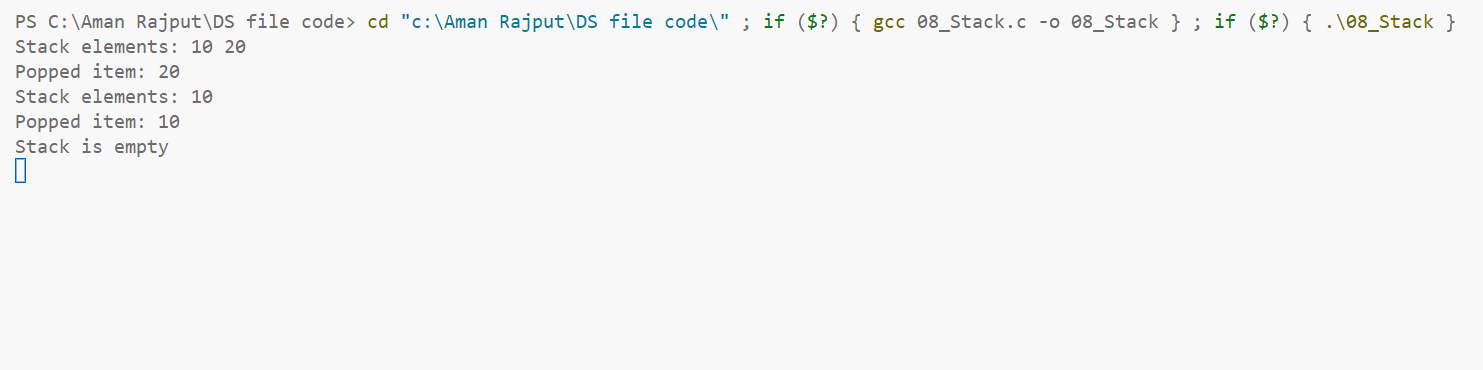 PS C:\Aman Rajput\DS file code> cd "c:\Aman Rajput\DS file code\" ; if ($?) { gcc 08_Stack.c -o 08_Stack } ; if ($?) { .\08_Stack }
Stack elements: 10 20
Popped item: 20
Stack elements: 10
Popped item: 10
Stack is empty